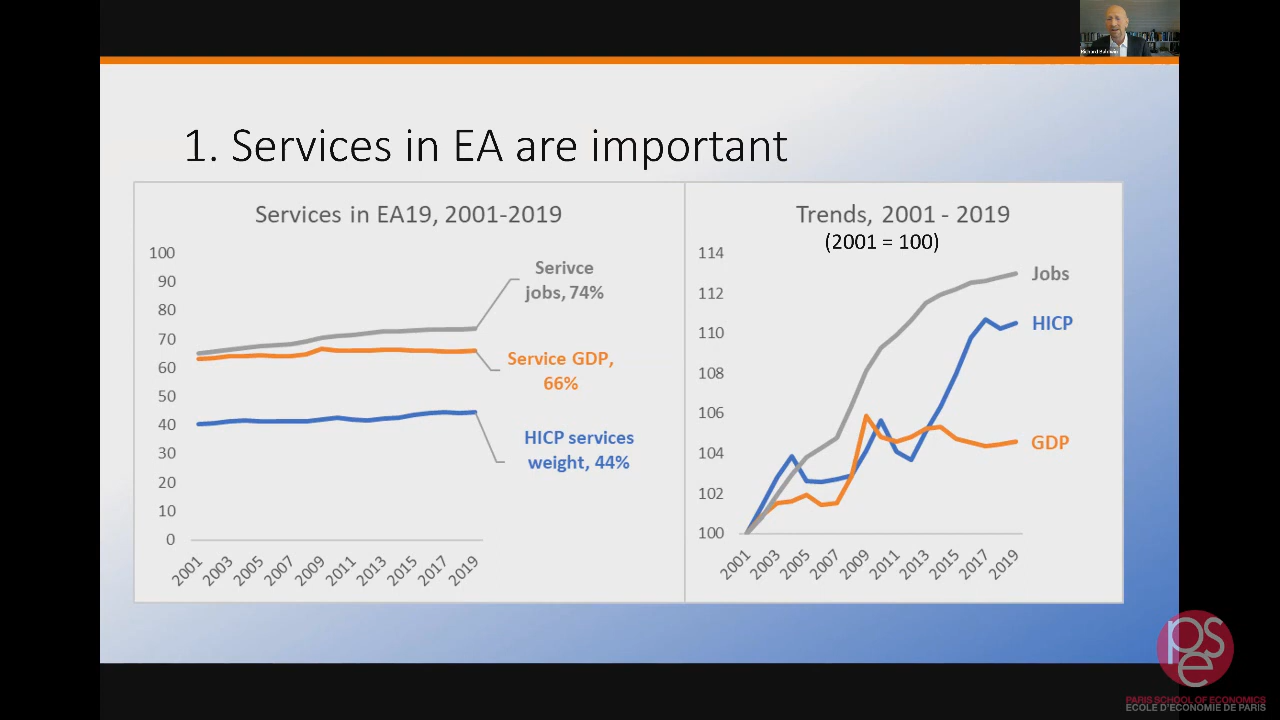 Richard Baldwin
1. Services in EA are important
Services in EA19, 2001-2019
100
90
80
70
60
50
40
30
20
10
0
2001
2003
2005
2007
2009
2011
2013
2015
2017
2019
Serivce
jobs, 74%
Service GDP,
66%
HICP services
weight, 44%
Trends, 2001 - 2019
(2001 = 100)
114
112
110
108
106
104
102
100
2001
2003
2005
2007
2009
2011
2013
2015
2017
2019
Jobs
HICP
GDP
pse
PARIS SCHOOL OF ECONOMICS
ECOLE D'ECONOMIE DE PARIS